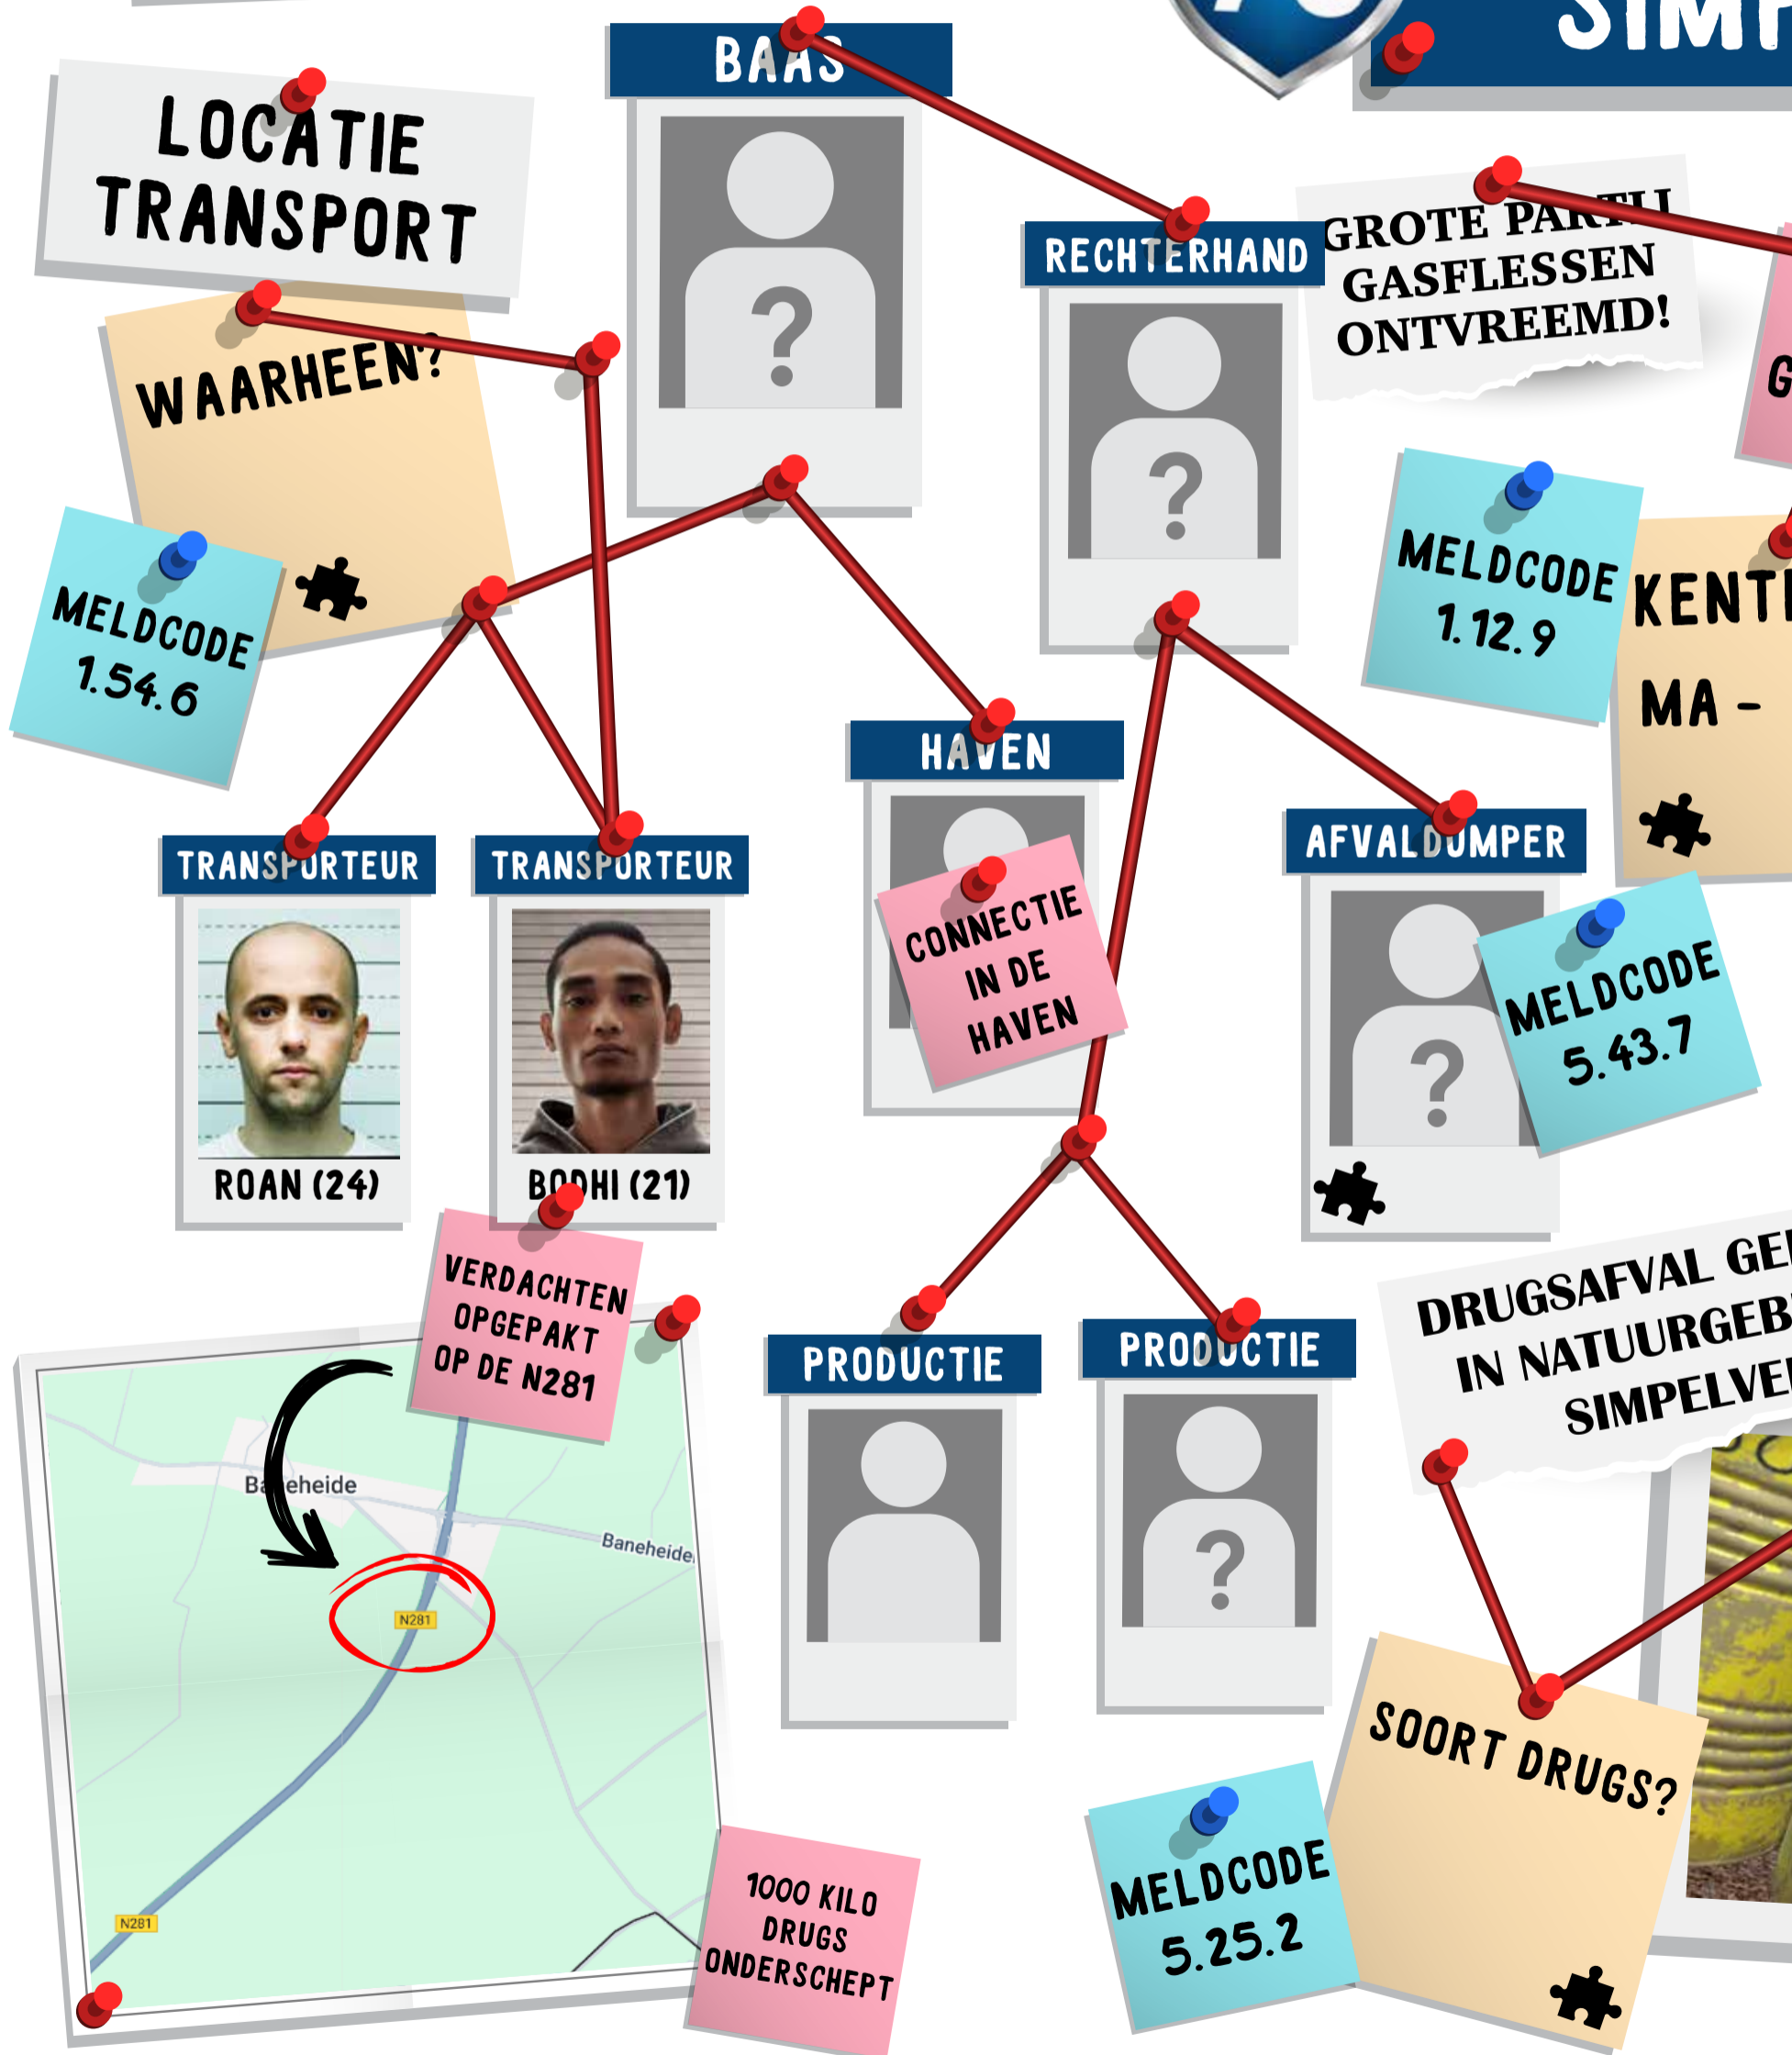 SIMP
BAAS
LOCATIE
TRANSPORT
RECHTERHAND
GROTE PARTIJ
GASFLESSEN
ONTVREEMD!
G
WAARHEEN?
MELDCODE
1.54.6
MELDCODE
1.12.9
KENTE
MA -
HAVEN
CONNECTIE
IN DE
HAVEN
AFVALDUMPER
MELDCODE
5.43.7
TRANSPORTEUR
ROAN (24)
TRANSPORTEUR
BODHI (21)
VERDACHTEN
OPGEPAKT
OP DE N281
PRODUCTIE
PRODUCTIE
DRUGSAFVAL GE
IN NATUURGEB
SIMPELVE
Baneheide
Baneheide
N281
N281
1000 KILO
DRUGS
ONDERSCHEPT
SOORT DRUGS?
MELDCODE
5.25.2